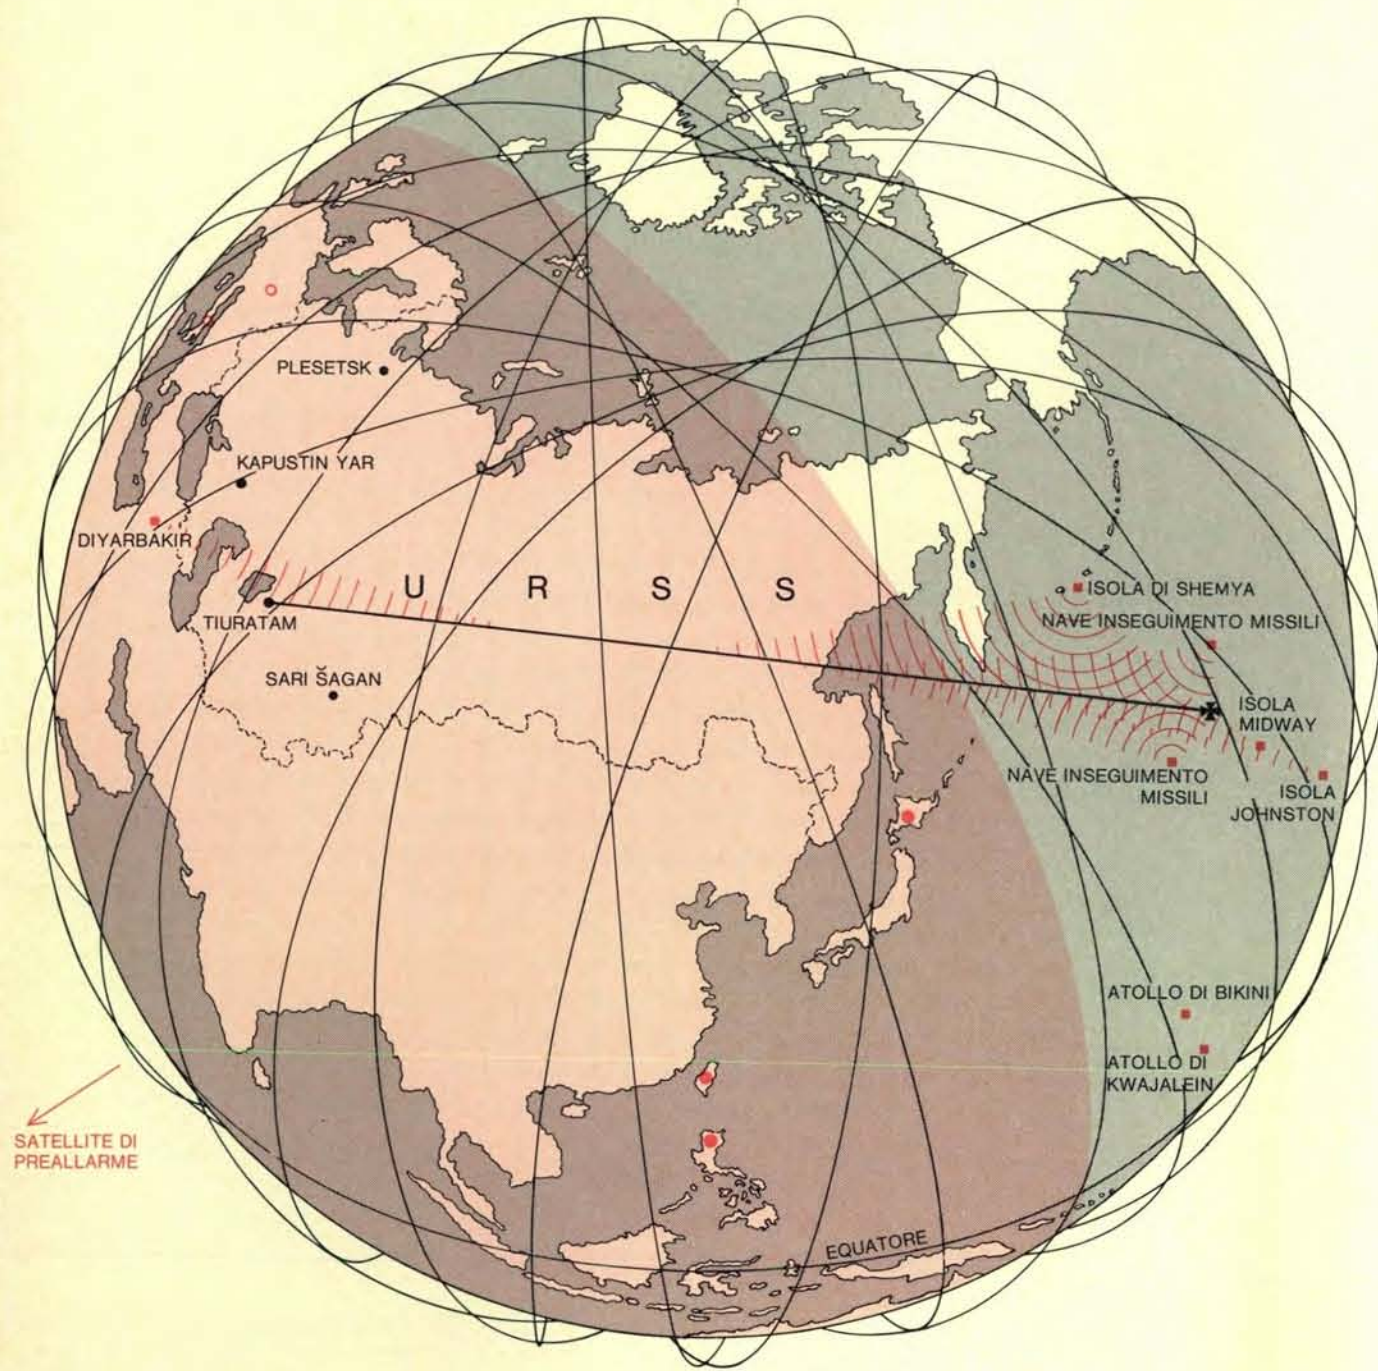 PLESETSK
KAPUSTIN YAR
DIYARBAKIR
U R S S
ISOLA DI SHEMYA
TIURATAM
NAVE INSEGUIMENTO MISSILI
SARI ŠAGAN
ISOLA
MIDWAY
NAVE INSEGUIMENTO
MISSILI
ISOLA
JOHNSTON
ATOLLO DI BIKINI
ATOLLO DI
KWAJALEIN
SATELLITE DI
PREALLARME
EQUATORE